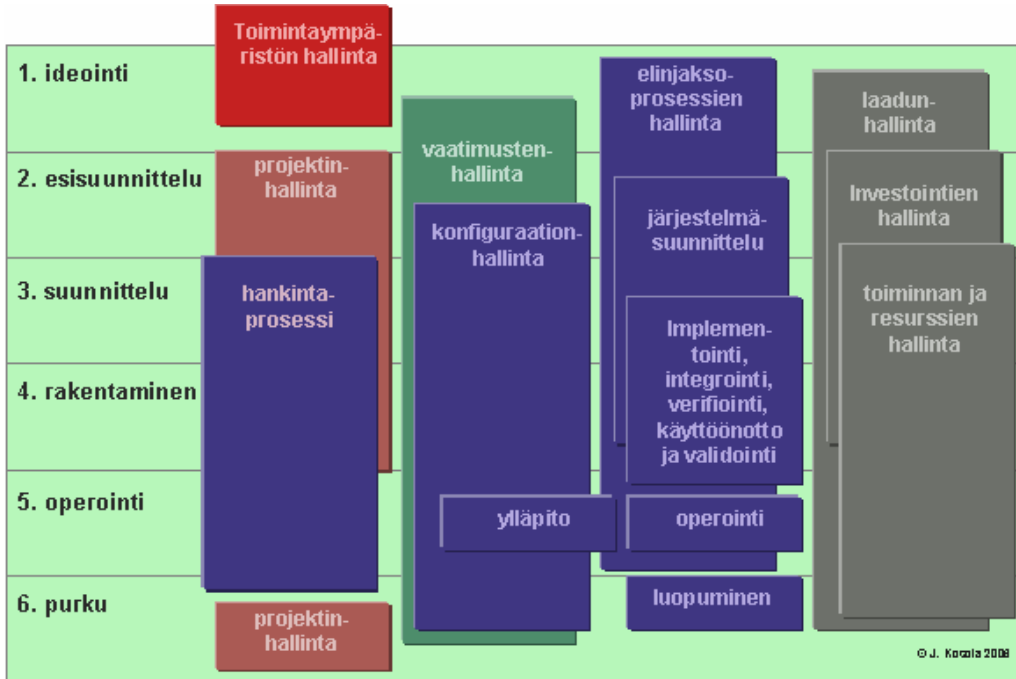 Toimintaympä-
ristön hallinta
1. ideointi
elinjakso-
prosessien
hallinta
laadun-
hallinta
vaatimusten-
hallinta
2. esisuunnittelu
projektin-
hallinta
Investointien
hallinta
järjestelmä-
suunnittelu
konfiguraation-
hallinta
3. suunnittelu
hankinta-
prosessi
toiminnan ja
resurssien
hallinta
Implemen-
tointi,
integrointi,
verifiointi,
käyttöönotto
ja validointi
4. rakentaminen
5. operointi
ylläpito
operointi
6. purku
luopuminen
projektin-
hallinta
© J. Kosola 2008